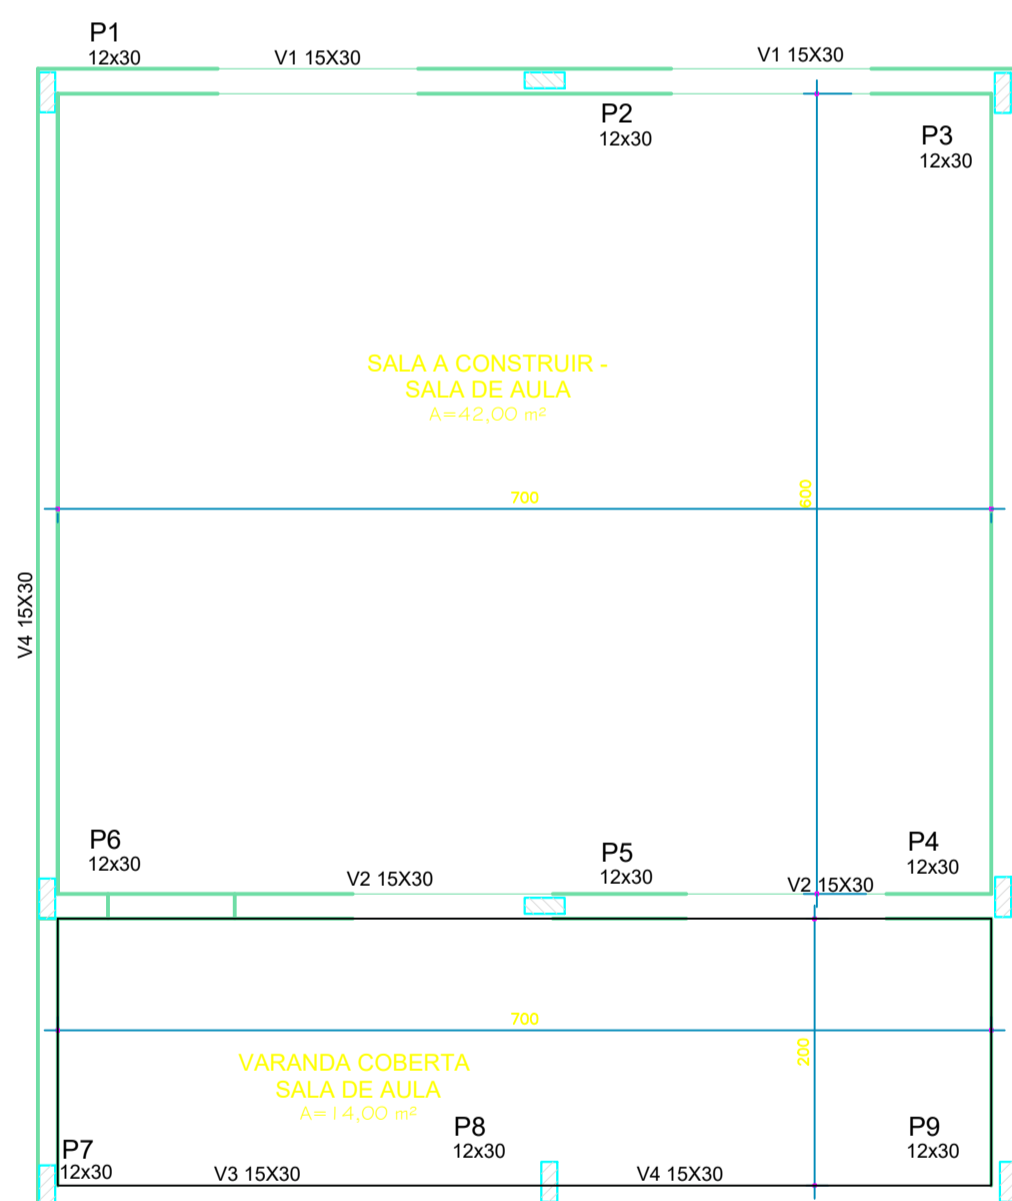 P1
12x30
V1 15X30
V1 15X30
P2
12x30
P3
12x30
SALA A CONSTRUIR -
SALA DE AULA
A=42,00 m²
700
600
V4 15X30
P6
12x30
V2 15X30
P5
12x30
P4
12x30
V2 15X30
700
200
VARANDA COBERTA
SALA DE AULA
A=14,00 m²
P7
12x30
V3 15X30
P8
12x30
V4 15X30
P9
12x30